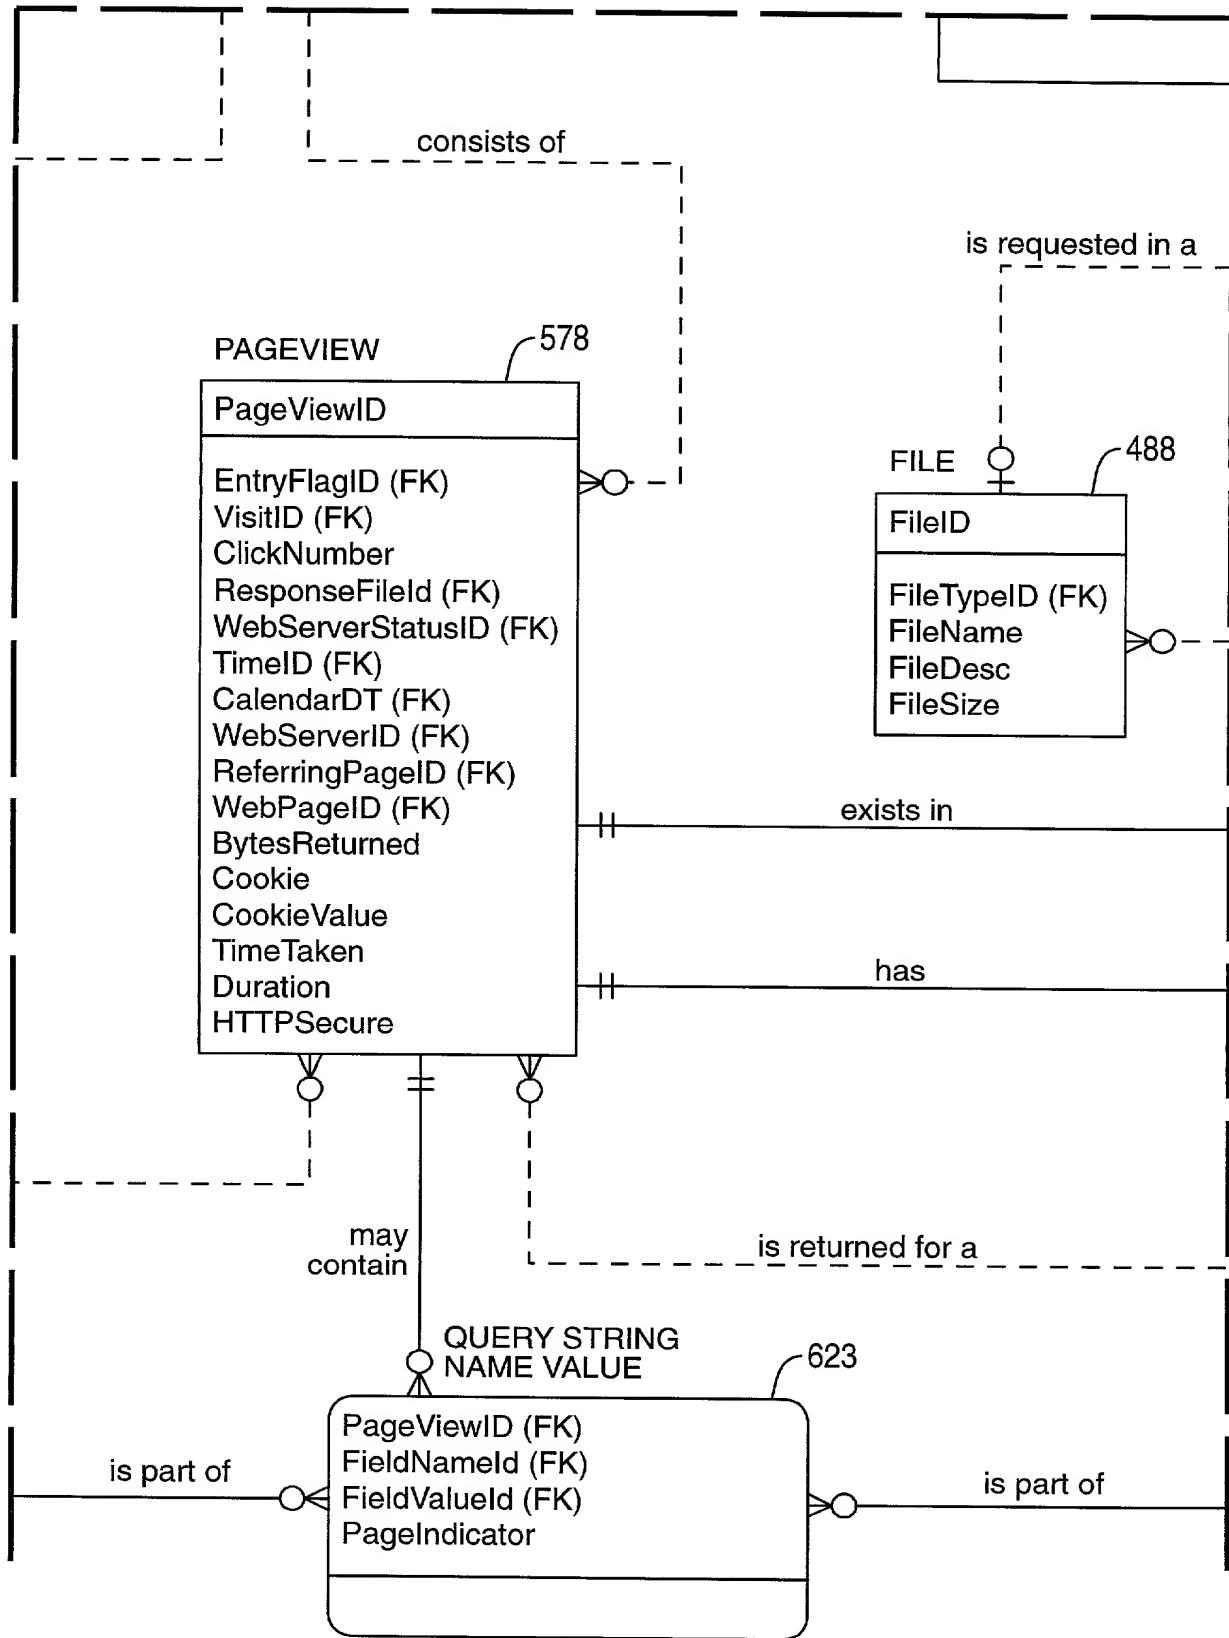 consists of
is requested in a
PAGEVIEW
578
PageViewID
EntryFlagID (FK)
VisitID (FK)
ClickNumber
ResponseFileId (FK)
WebServerStatusID (FK)
TimeID (FK)
CalendarDT (FK)
WebServerID (FK)
ReferringPageID (FK)
WebPageID (FK)
BytesReturned
Cookie
CookieValue
TimeTaken
Duration
HTTPSecure
FILE
488
FileID
FileTypeID (FK)
FileName
FileDesc
FileSize
exists in
has
may
contain
is returned for a
QUERY STRING
NAME VALUE
623
PageViewID (FK)
FieldNameId (FK)
FieldValueId (FK)
PageIndicator
is part of
is part of